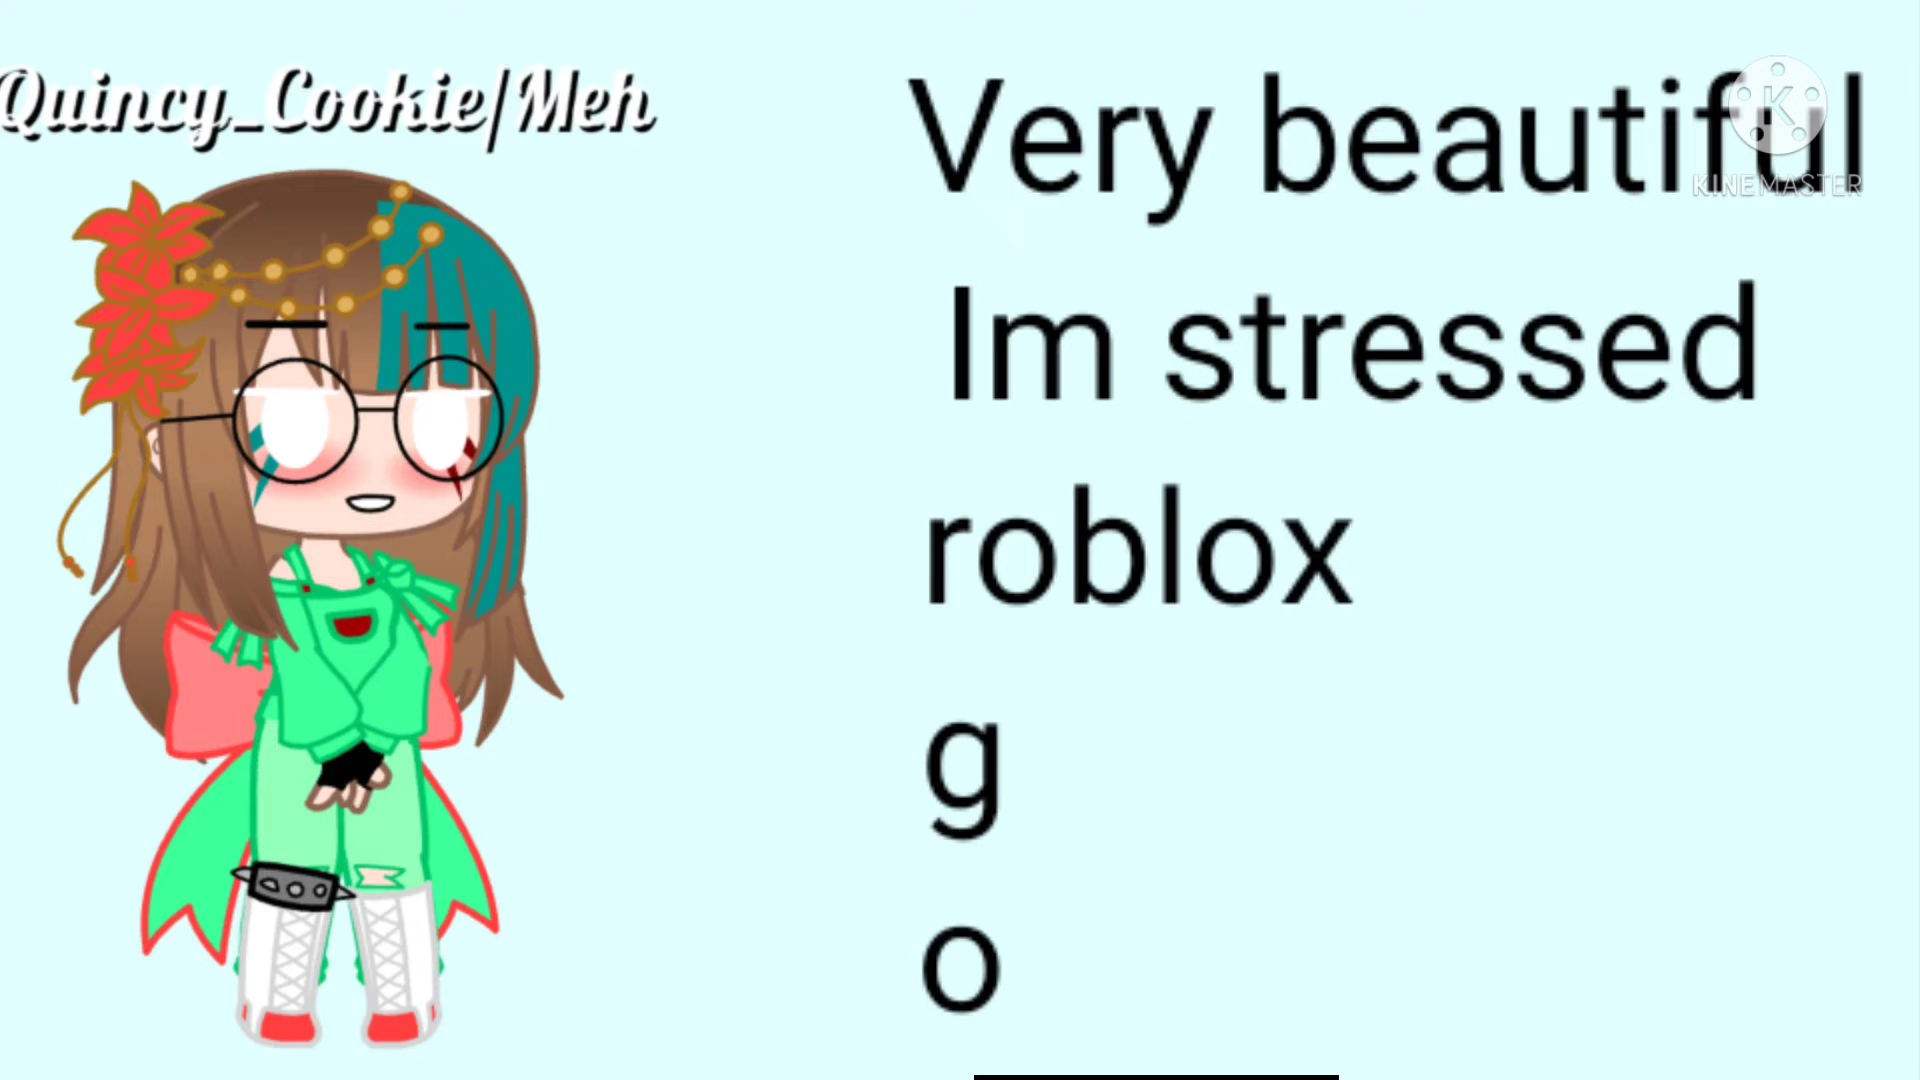 Quincy_Cookie/Meh
Very beautiful
KINEMASTER
Im stressed
roblox
g
o